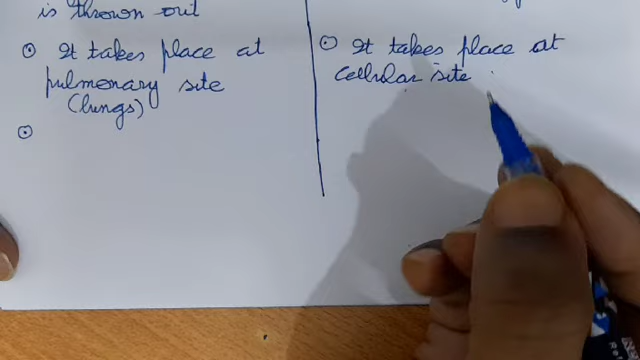 is thrown out
⊙ It takes place at
pulmonary site
(lungs)
⊙
⊙ It takes place at
cellular site